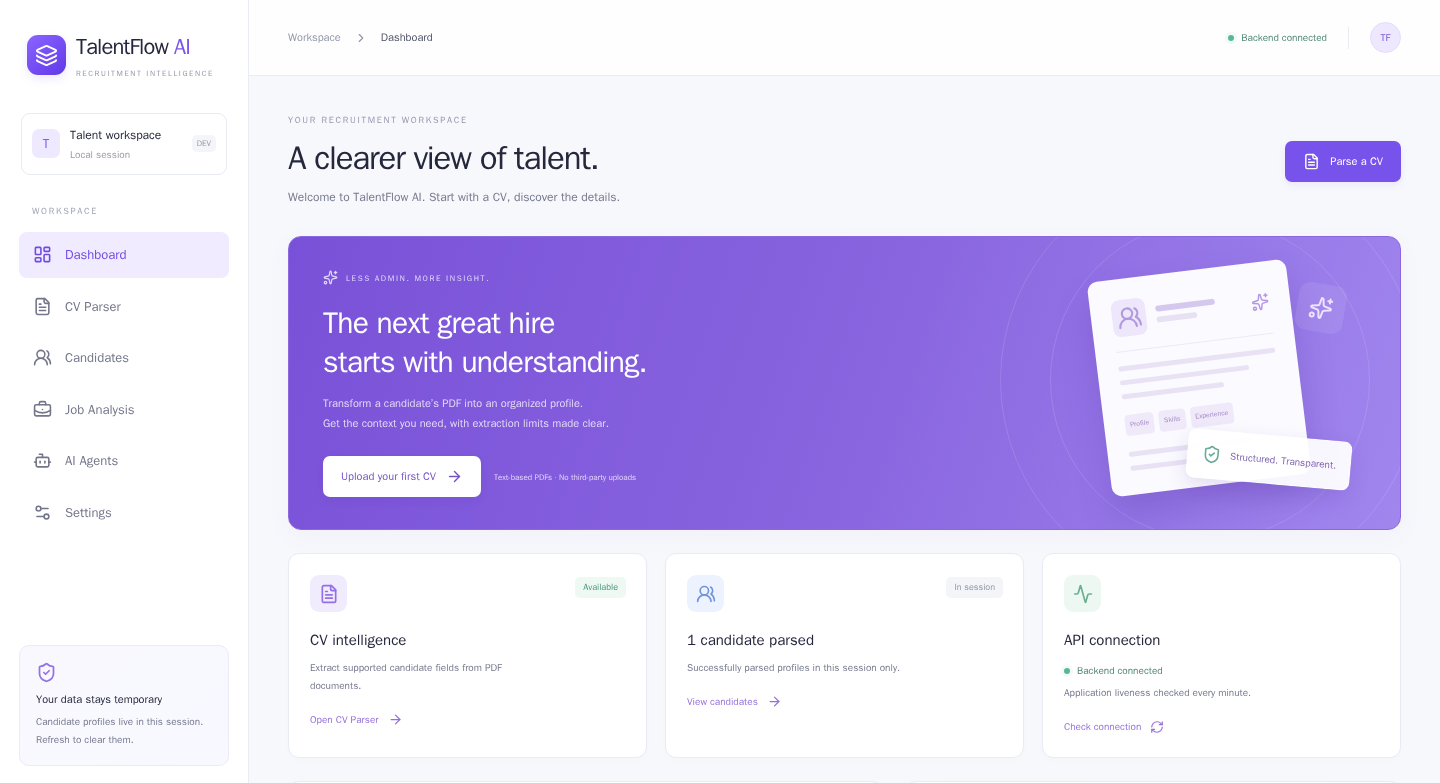 TalentFlow AI
RECRUITMENT INTELLIGENCE
T
Talent workspace
Local session
DEV
WORKSPACE
Dashboard
CV Parser
Candidates
Job Analysis
AI Agents
Settings
Your data stays temporary
Candidate profiles live in this session.
Refresh to clear them.
Workspace
Dashboard
Backend connected
TF
YOUR RECRUITMENT WORKSPACE
A clearer view of talent.
Welcome to TalentFlow AI. Start with a CV, discover the details.
Parse a CV
LESS ADMIN. MORE INSIGHT.
The next great hire
starts with understanding.
Transform a candidate's PDF into an organized profile.
Get the context you need, with extraction limits made clear.
Upload your first CV
Text-based PDFs · No third-party uploads
Profile
Skills
Experience
Structured. Transparent.
Available
CV intelligence
Extract supported candidate fields from PDF
documents.
Open CV Parser
In session
1 candidate parsed
Successfully parsed profiles in this session only.
View candidates
API connection
Backend connected
Application liveness checked every minute.
Check connection